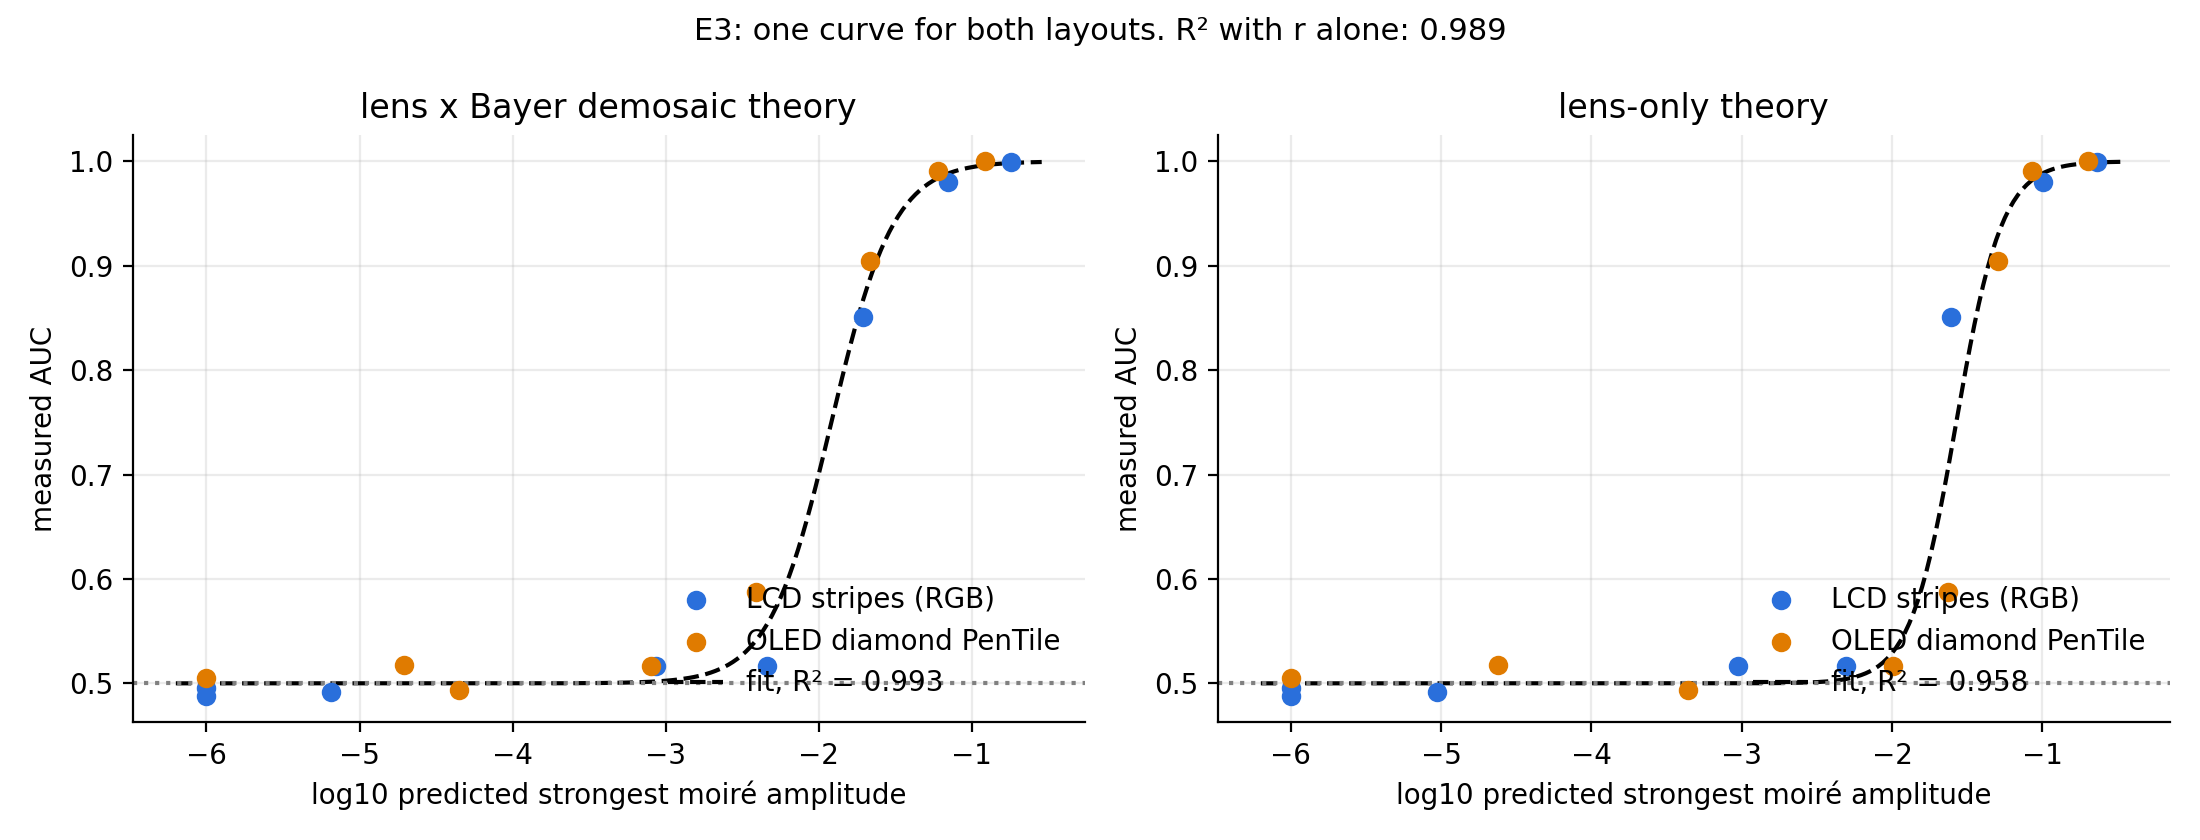 E3: one curve for both layouts. R² with r alone: 0.989
lens x Bayer demosaic theory
measured AUC
1.0
0.9
0.8
0.7
0.6
0.5
LCD stripes (RGB)
OLED diamond PenTile
fit, R² = 0.993
−6
−5
−4
−3
−2
−1
log10 predicted strongest moiré amplitude
lens-only theory
measured AUC
1.0
0.9
0.8
0.7
0.6
0.5
LCD stripes (RGB)
OLED diamond PenTile
fit, R² = 0.958
−6
−5
−4
−3
−2
−1
log10 predicted strongest moiré amplitude